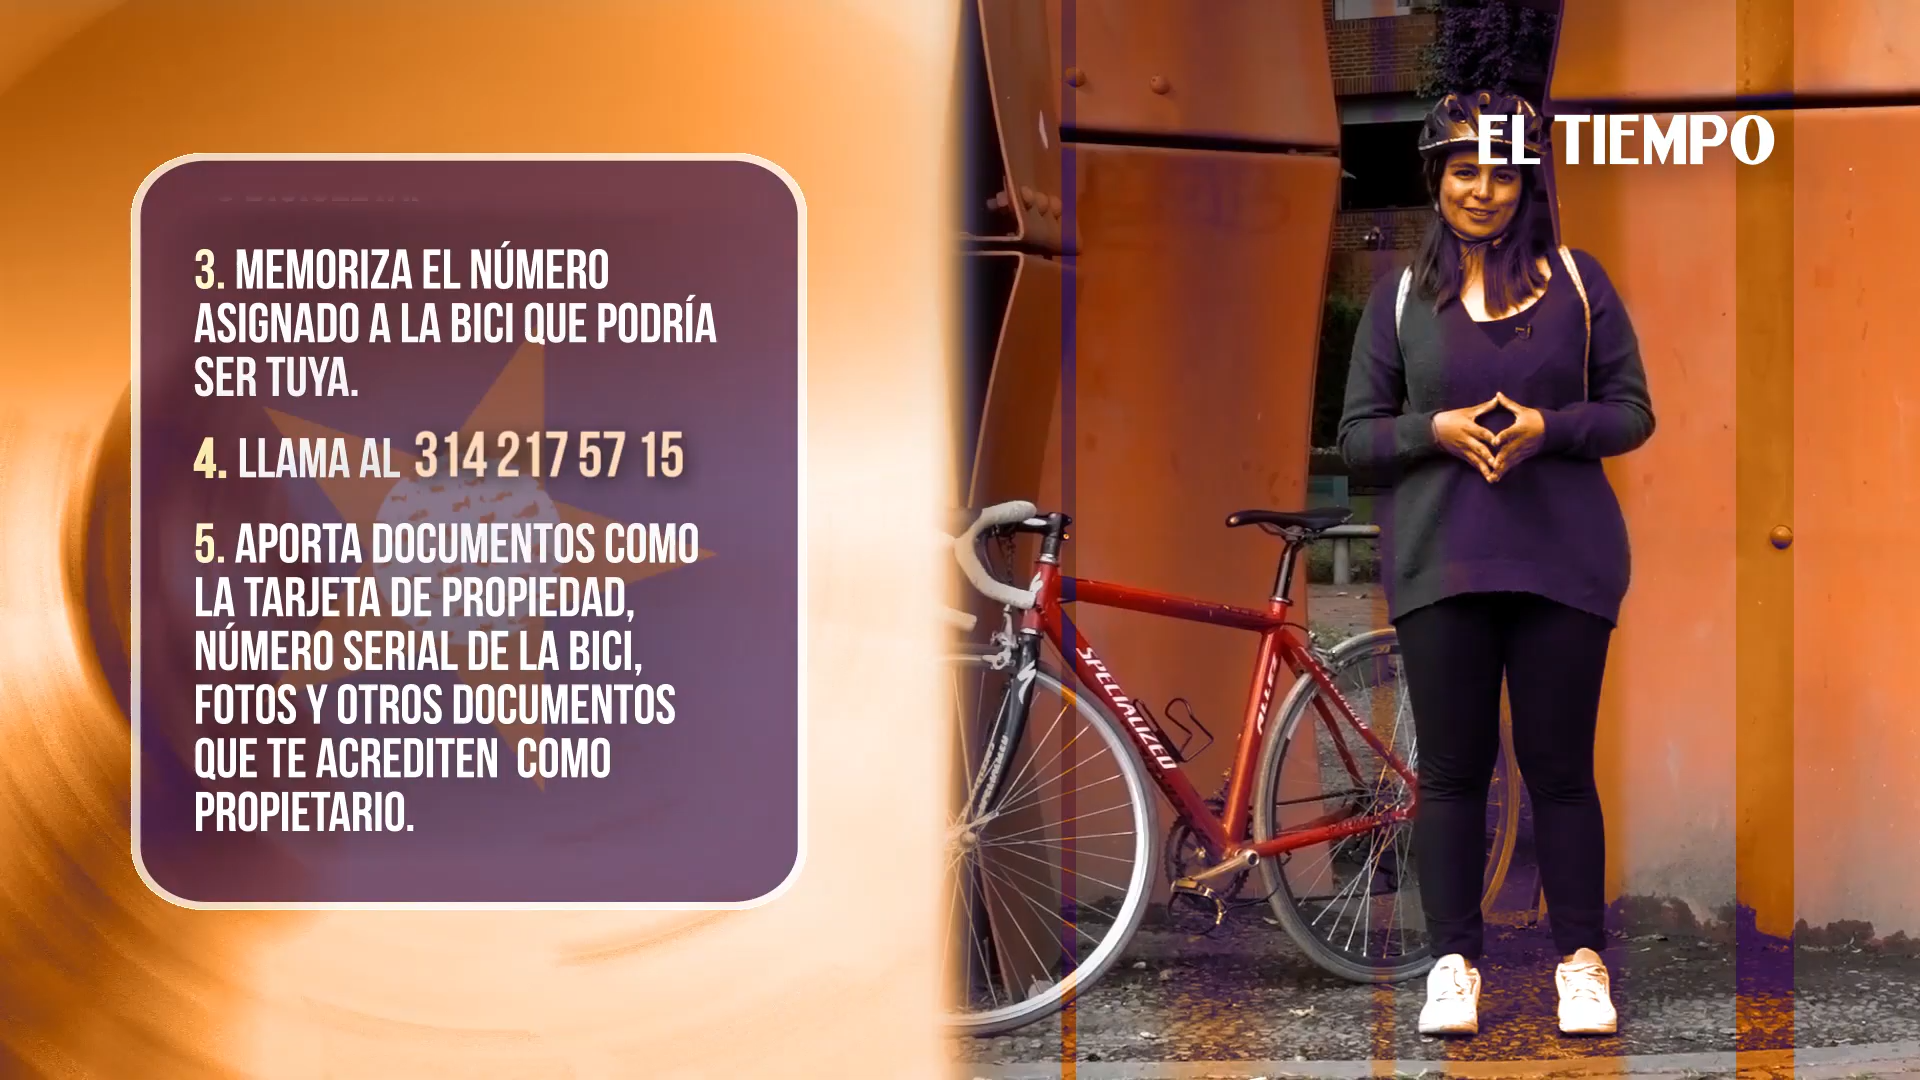 EL TIEMPO
3. MEMORIZA EL NÚMERO
ASIGNADO A LA BICI QUE PODRÍA
SER TUYA.
4. LLAMA AL 314 217 57 15
5. APORTA DOCUMENTOS COMO
LA TARJETA DE PROPIEDAD,
NÚMERO SERIAL DE LA BICI,
FOTOS Y OTROS DOCUMENTOS
QUE TE ACREDITEN COMO
PROPIETARIO.
SPECIALIZED